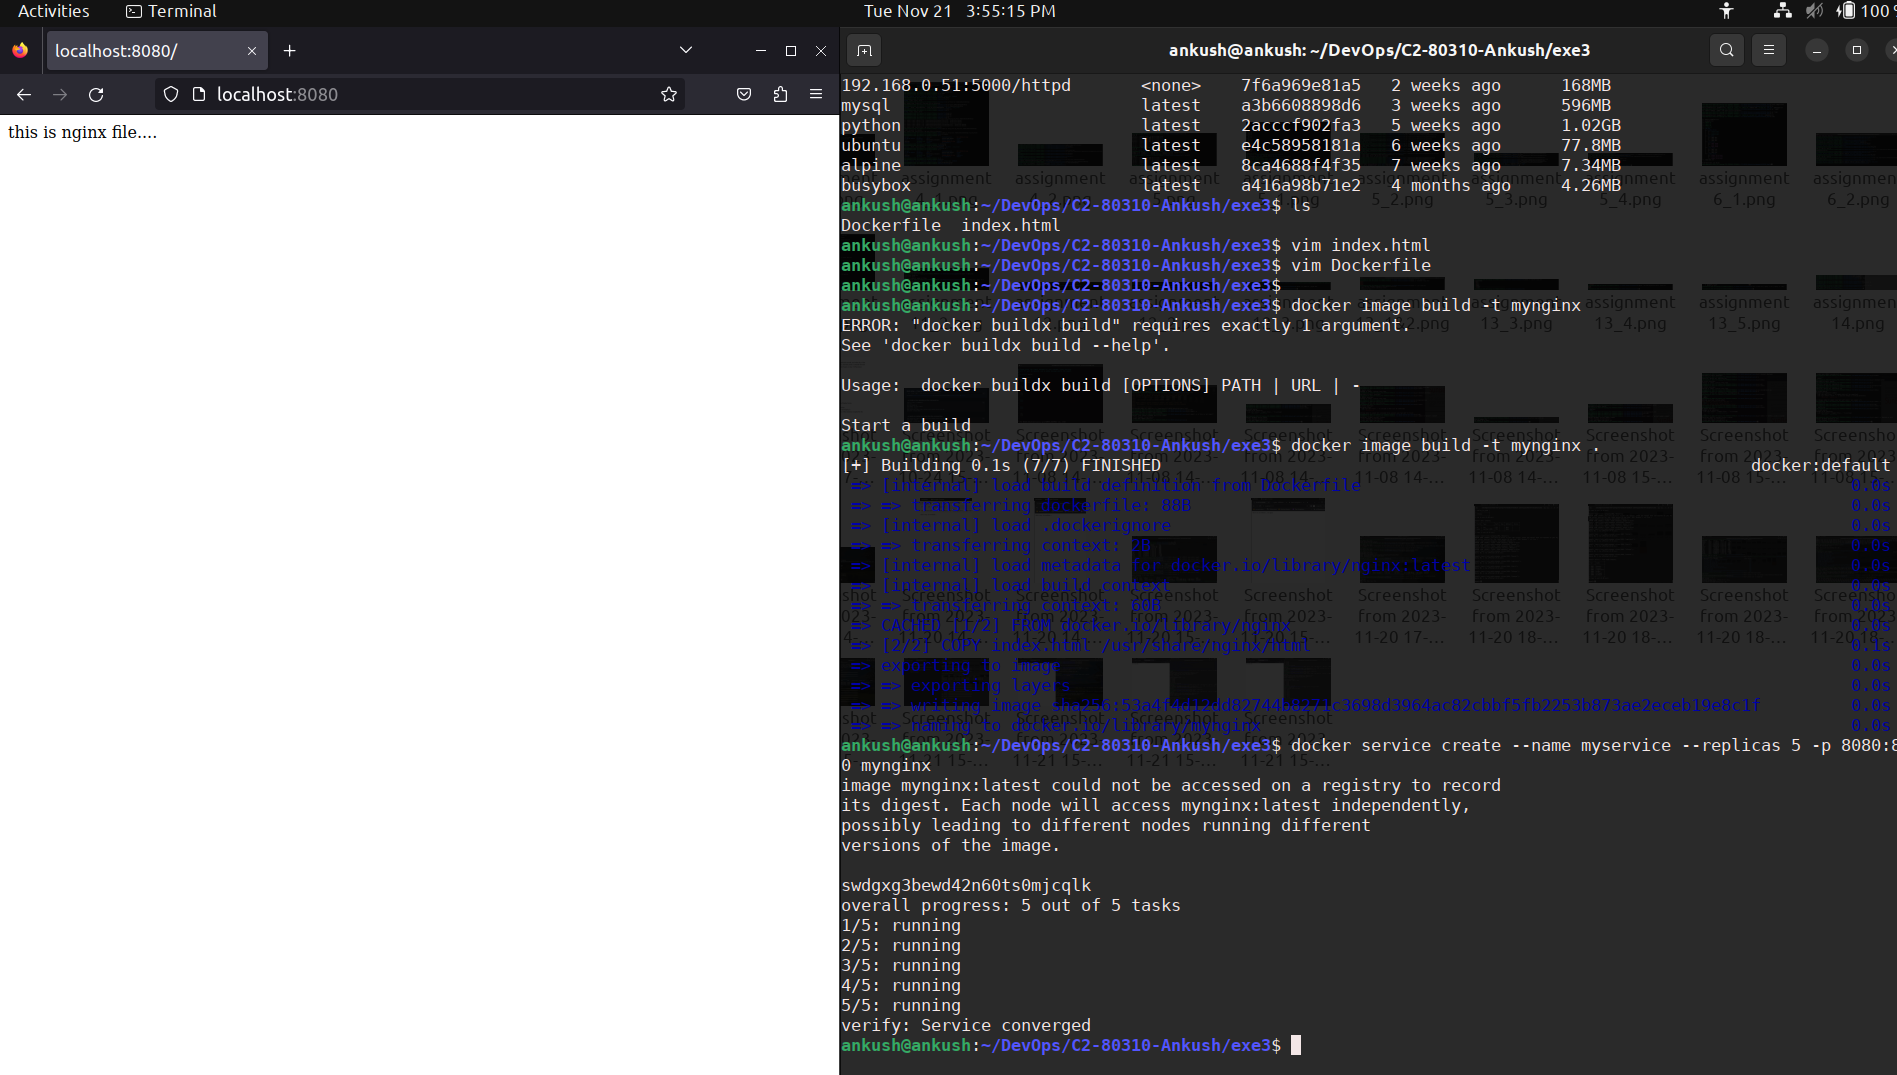 Activities
Terminal
Tue Nov 21 3:55:15 PM
100
localhost:8080/
localhost:8080
this is nginx file....
ankush@ankush: ~/DevOps/C2-80310-Ankush/exe3
192.168.0.51:5000/httpd <none> 7f6a969e81a5 2 weeks ago 168MB
mysql latest a3b6608898d6 3 weeks ago 596MB
python latest 2acccf902fa3 5 weeks ago 1.02GB
ubuntu latest e4c58958181a 6 weeks ago 77.8MB
alpine latest 8ca4688f4f35 7 weeks ago 7.34MB
busybox latest a416a98b71e2 4 months ago 4.26MB
ankush@ankush:~/DevOps/C2-80310-Ankush/exe3$ ls
Dockerfile index.html
ankush@ankush:~/DevOps/C2-80310-Ankush/exe3$ vim index.html
ankush@ankush:~/DevOps/C2-80310-Ankush/exe3$ vim Dockerfile
ankush@ankush:~/DevOps/C2-80310-Ankush/exe3$
ankush@ankush:~/DevOps/C2-80310-Ankush/exe3$ docker image build -t mynginx
ERROR: "docker buildx build" requires exactly 1 argument.
See 'docker buildx build --help'.
Usage: docker buildx build [OPTIONS] PATH | URL | -
Start a build
ankush@ankush:~/DevOps/C2-80310-Ankush/exe3$ docker image build -t mynginx .
[+] Building 0.1s (7/7) FINISHED docker:default
=> [internal] load build definition from Dockerfile 0.0s
=> => transferring dockerfile: 88B 0.0s
=> [internal] load .dockerignore 0.0s
=> => transferring context: 2B 0.0s
=> [internal] load metadata for docker.io/library/nginx:latest 0.0s
=> [internal] load build context 0.0s
=> => transferring context: 60B 0.0s
=> CACHED [1/2] FROM docker.io/library/nginx 0.0s
=> [2/2] COPY index.html /usr/share/nginx/html 0.1s
=> exporting to image 0.0s
=> => exporting layers 0.0s
=> => writing image 0.0s
=> => naming to docker.io/library/mynginx 0.0s
ankush@ankush:~/DevOps/C2-80310-Ankush/exe3$ docker service create --name myservice --replicas 5 -p 8080:8
0 mynginx
image mynginx:latest could not be accessed on a registry to record
its digest. Each node will access mynginx:latest independently,
possibly leading to different nodes running different
versions of the image.
swdgxg3bewd42n60ts0mjcqlk
overall progress: 5 out of 5 tasks
1/5: running
2/5: running
3/5: running
4/5: running
5/5: running
verify: Service converged
ankush@ankush:~/DevOps/C2-80310-Ankush/exe3$